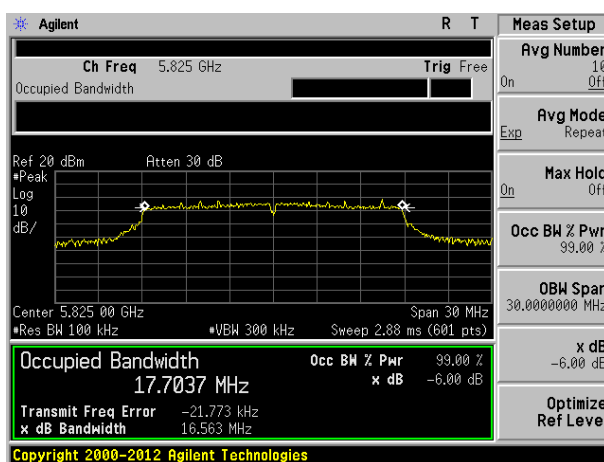 Agilent R T
Meas Setup
Ch Freq 5.825 GHz Trig Free
Occupied Bandwidth
Avg Number
10
On Off
Avg Mode
Exp Repeat
Max Hold
On Off
Occ BW % Pwr
99.00 %
OBW Span
30.0000000 MHz
x dB
-6.00 dB
Optimize
Ref Level
Ref 20 dBm Atten 30 dB
#Peak
Log
10
dB/
Center 5.825 00 GHz Span 30 MHz
#Res BW 100 kHz #VBW 300 kHz Sweep 2.88 ms (601 pts)
Occupied Bandwidth Occ BW % Pwr 99.00 %
17.7037 MHz x dB -6.00 dB
Transmit Freq Error -21.773 kHz
x dB Bandwidth 16.563 MHz
Copyright 2000-2012 Agilent Technologies